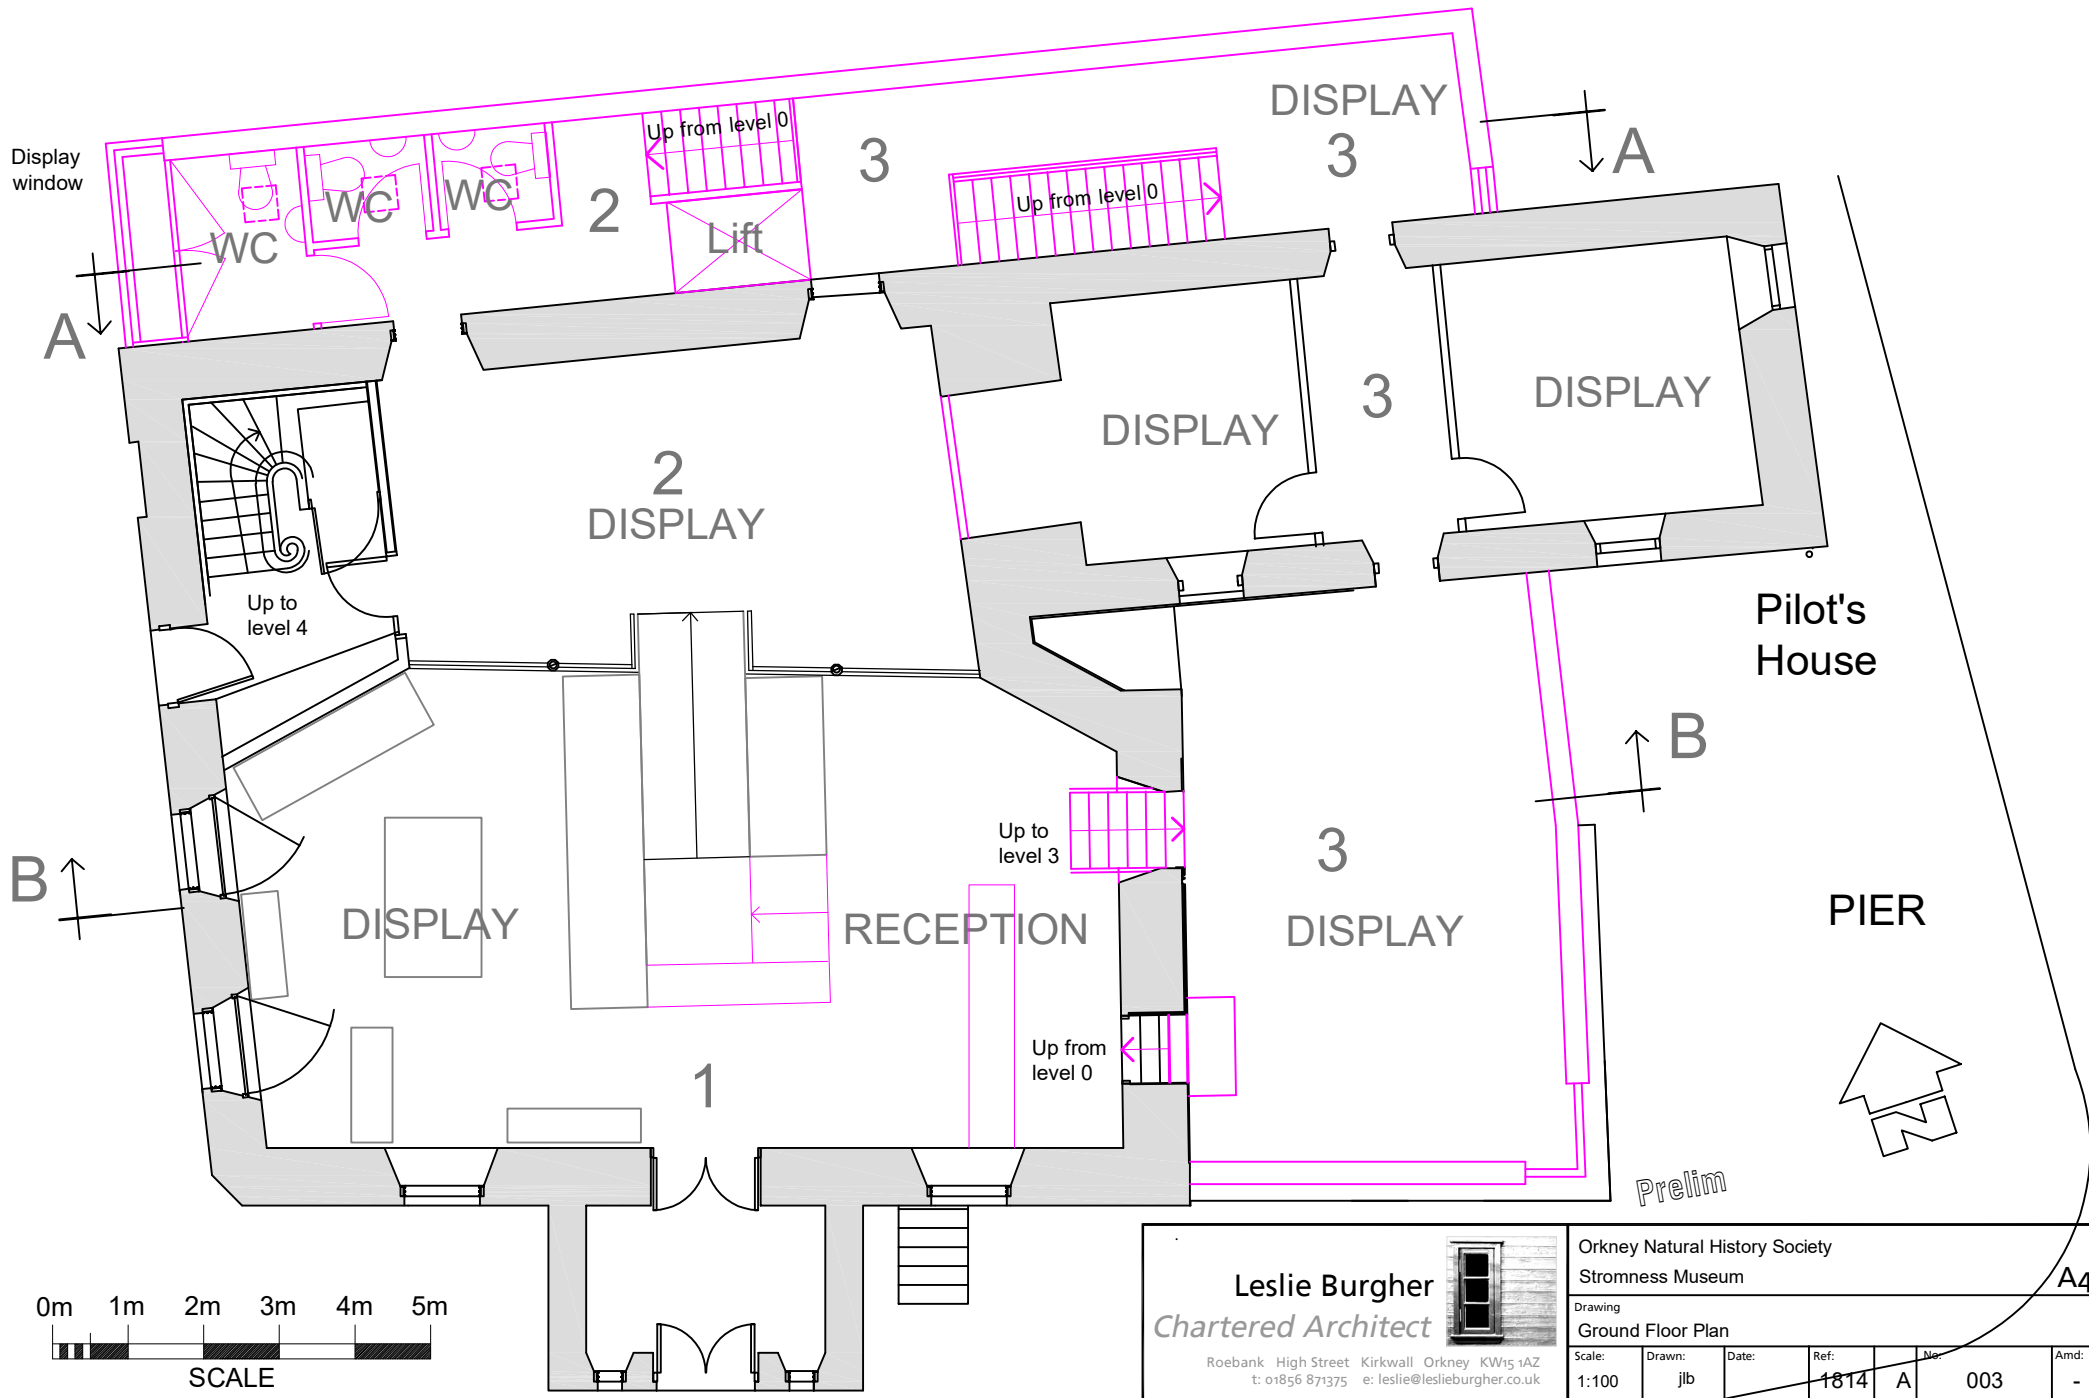 Display
window
Up from level 0
DISPLAY
3
3
A
WC
WC
WC
2
Lift
Up from level 0
A
3
DISPLAY
DISPLAY
2
DISPLAY
Up to
level 4
Pilot's
House
B
Up to
level 3
3
DISPLAY
B
DISPLAY
RECEPTION
PIER
Up from
level 0
1
N
Prelim
0m 1m 2m 3m 4m 5m
SCALE
Leslie Burgher
Chartered Architect
Roebank High Street Kirkwall Orkney KW15 1AZ
t: 01856 871375 e: leslie@leslieburgher.co.uk
Orkney Natural History Society
Stromness Museum
A4
Drawing
Ground Floor Plan
Scale: Drawn: Date: Ref: No: Amd:
1:100 jlb 1814 A 003 -